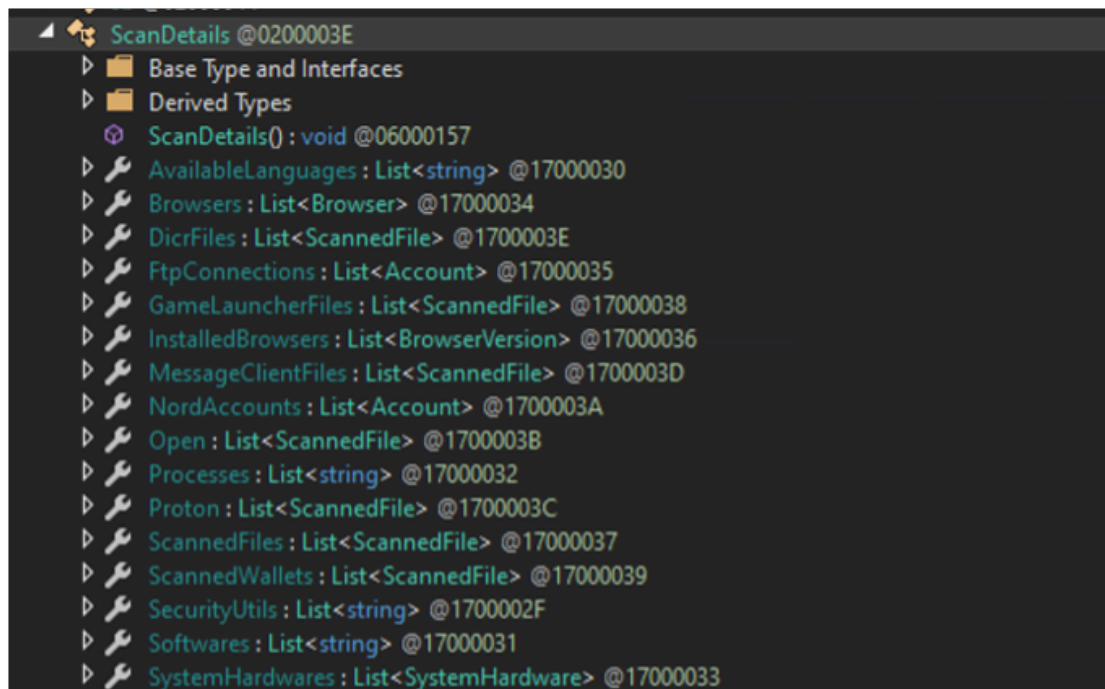 ScanDetails @0200003E
Base Type and Interfaces
Derived Types
ScanDetails() : void @06000157
AvailableLanguages : List<string> @17000030
Browsers : List<Browser> @17000034
DicrFiles : List<ScannedFile> @1700003E
FtpConnections : List<Account> @17000035
GameLauncherFiles : List<ScannedFile> @17000038
InstalledBrowsers : List<BrowserVersion> @17000036
MessageClientFiles : List<ScannedFile> @1700003D
NordAccounts : List<Account> @1700003A
Open : List<ScannedFile> @1700003B
Processes : List<string> @17000032
Proton : List<ScannedFile> @1700003C
ScannedFiles : List<ScannedFile> @17000037
ScannedWallets : List<ScannedFile> @17000039
SecurityUtils : List<string> @1700002F
Softwares : List<string> @17000031
SystemHardwares : List<SystemHardware> @17000033